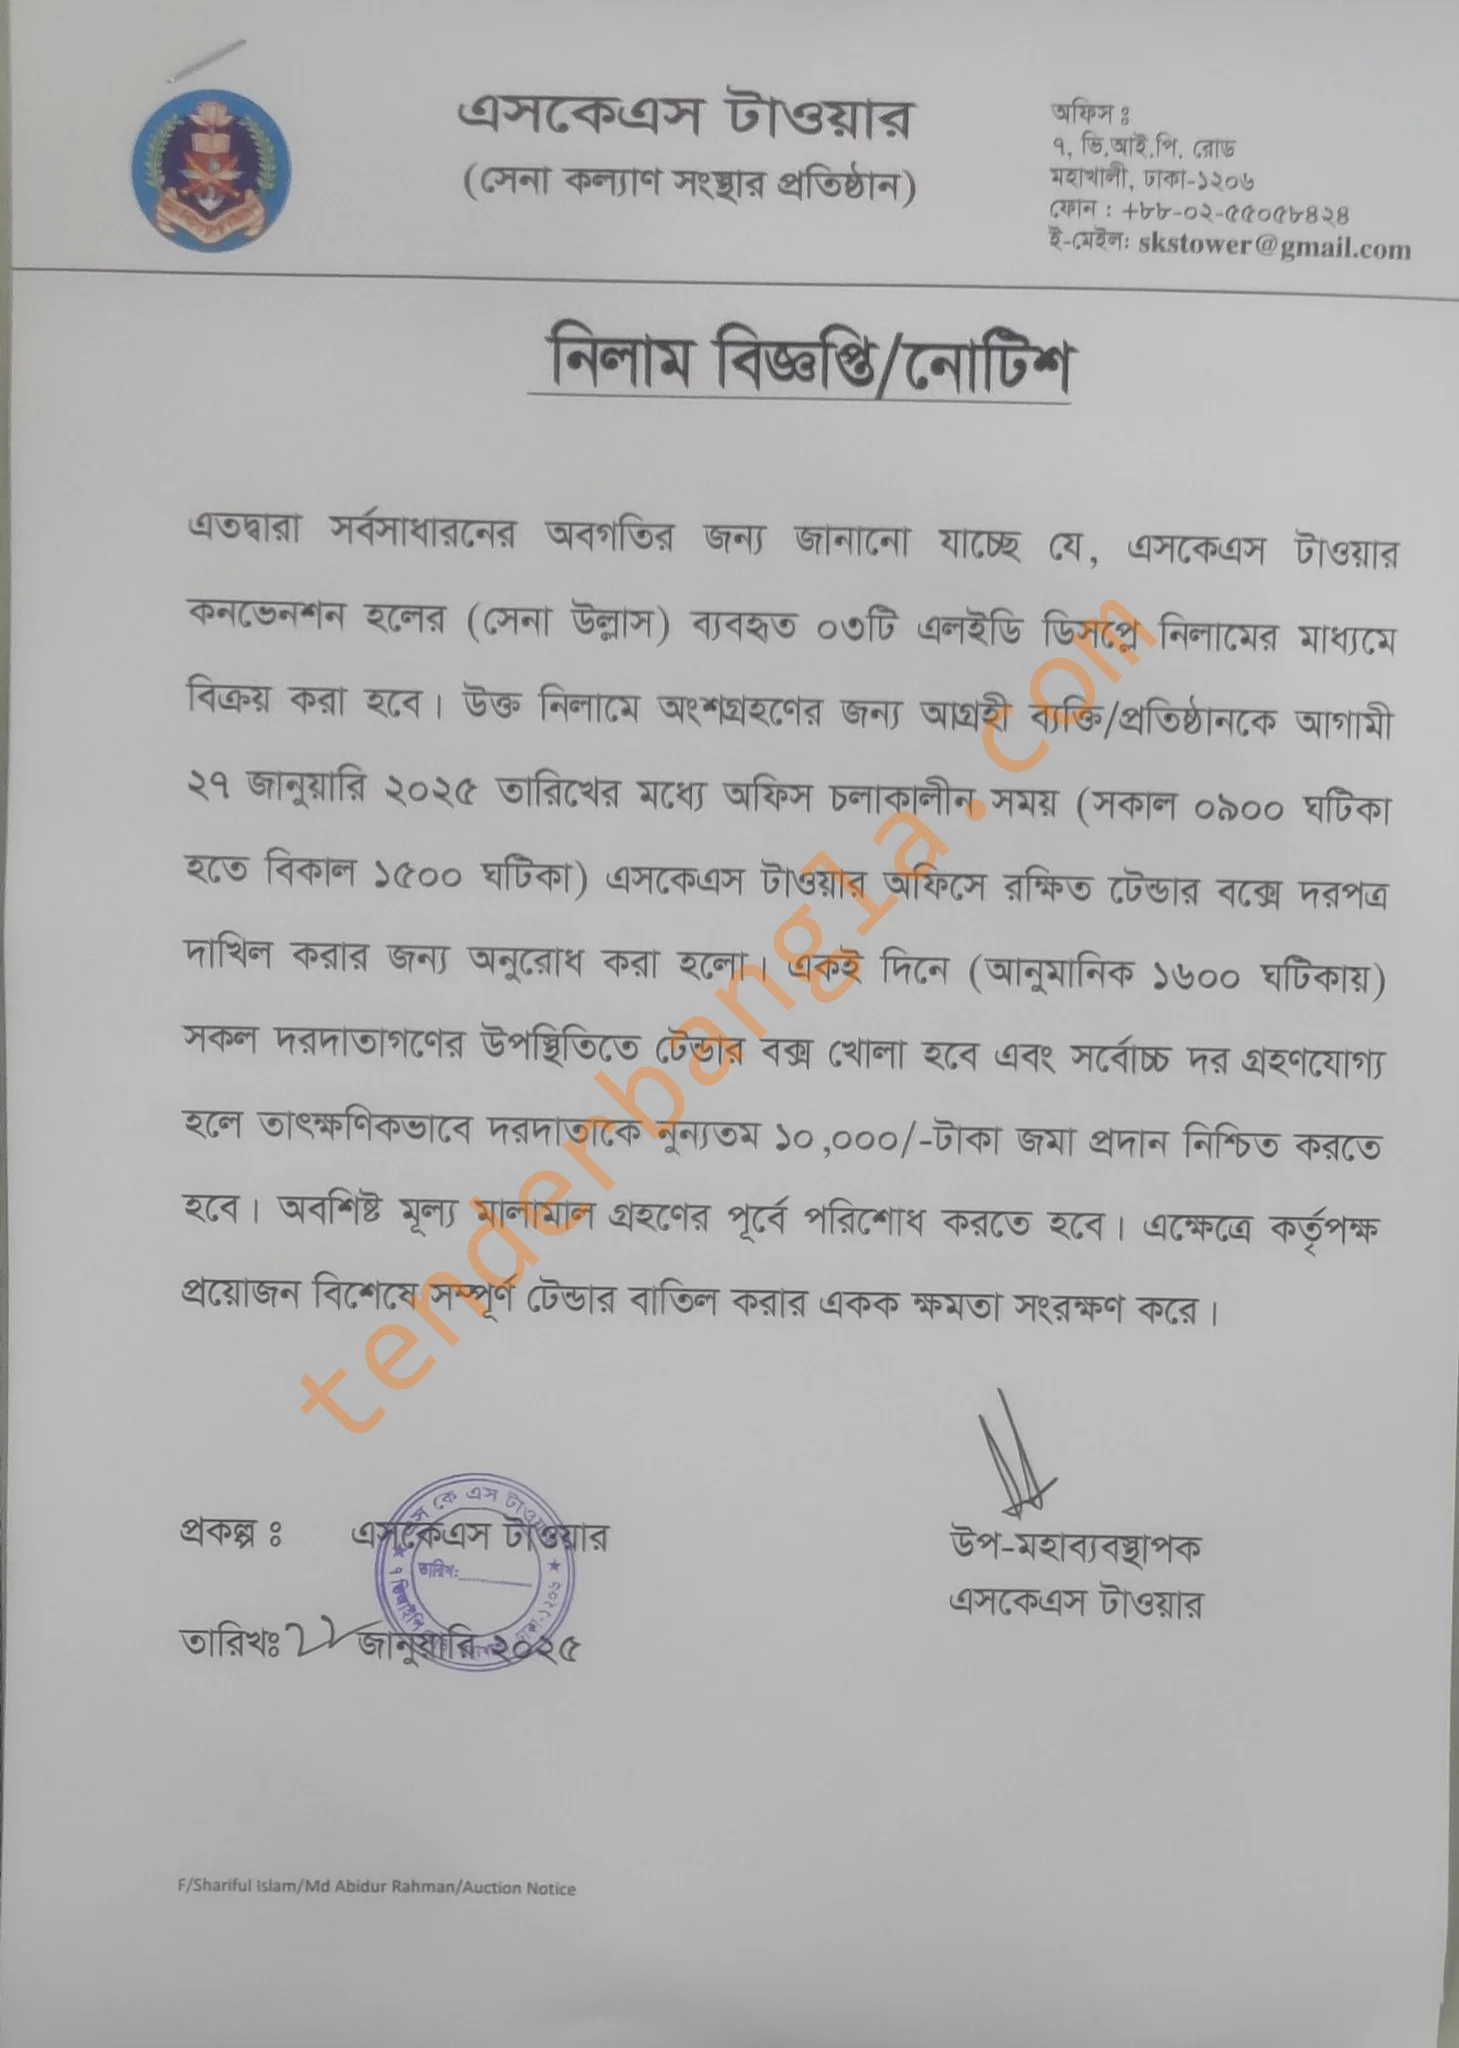 এসকেএস টাওয়ার
(সেনা কল্যাণ সংস্থার প্রতিষ্ঠান)
অফিস ঃ
৭, ভি.আই.পি. রোড
মহাখালী, ঢাকা-১২০৬
ফোন : +৮৮-০২-৫৫০৫৮৪২৪
ই-মেইল: skstower@gmail.com
নিলাম বিজ্ঞপ্তি/নোটিশ
এতদ্বারা সর্বসাধারনের অবগতির জন্য জানানো যাচ্ছে যে, এসকেএস টাওয়ার
কনভেনশন হলের (সেনা উল্লাস) ব্যবহৃত ০৩টি এলইডি ডিসপ্লে নিলামের মাধ্যমে
বিক্রয় করা হবে। উক্ত নিলামে অংশগ্রহণের জন্য আগ্রহী ব্যক্তি/প্রতিষ্ঠানকে আগামী
২৭ জানুয়ারি ২০২৫ তারিখের মধ্যে অফিস চলাকালীন সময় (সকাল ০৯০০ ঘটিকা
হতে বিকাল ১৫০০ ঘটিকা) এসকেএস টাওয়ার অফিসে রক্ষিত টেন্ডার বক্সে দরপত্র
দাখিল করার জন্য অনুরোধ করা হলো। একই দিনে (আনুমানিক ১৬০০ ঘটিকায়)
সকল দরদাতাগণের উপস্থিতিতে টেন্ডার বক্স খোলা হবে এবং সর্বোচ্চ দর গ্রহণযোগ্য
হলে তাৎক্ষণিকভাবে দরদাতাকে নুন্যতম ১০,০০০/-টাকা জমা প্রদান নিশ্চিত করতে
হবে। অবশিষ্ট মূল্য মালামাল গ্রহণের পূর্বে পরিশোধ করতে হবে। এক্ষেত্রে কর্তৃপক্ষ
প্রয়োজন বিশেষে সম্পূর্ণ টেন্ডার বাতিল করার একক ক্ষমতা সংরক্ষণ করে।
tenderbangla.com
প্রকল্প ঃ এসকেএস টাওয়ার
এস কে এস টাওয়ার
তারিখ:
তারিখঃ জানুয়ারি ২০২৫
উপ-মহাব্যবস্থাপক
এসকেএস টাওয়ার
F/Shariful Islam/Md Abidur Rahman/Auction Notice